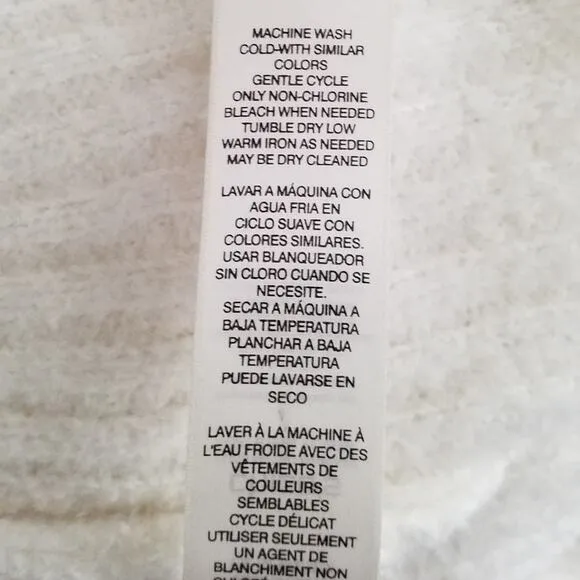 MACHINE WASH
COLD-WITH SIMILAR
COLORS
GENTLE CYCLE
ONLY NON-CHLORINE
BLEACH WHEN NEEDED
TUMBLE DRY LOW
WARM IRON AS NEEDED
MAY BE DRY CLEANED
LAVAR A MÁQUINA CON
AGUA FRIA EN
CICLO SUAVE CON
COLORES SIMILARES.
USAR BLANQUEADOR
SIN CLORO CUANDO SE
NECESITE.
SECAR A MÁQUINA A
BAJA TEMPERATURA
PLANCHAR A BAJA
TEMPERATURA
PUEDE LAVARSE EN
SECO
LAVER À LA MACHINE À
L'EAU FROIDE AVEC DES
VÊTEMENTS DE
COULEURS
SEMBLABLES
CYCLE DÉLICAT
UTILISER SEULEMENT
UN AGENT DE
BLANCHIMENT NON